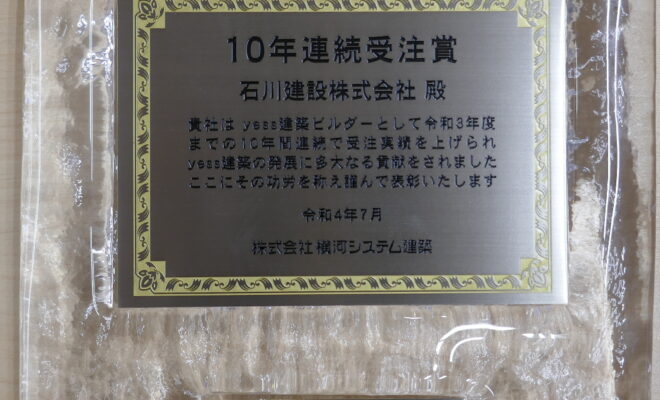 10年連続受注賞
石川建設株式会社 殿
貴社は yess建築ビルダーとして令和3年度
までの10年間連続で受注実績を上げられ
yess建築の発展に多大なる貢献をされました
ここにその功労を称え謹んで表彰いたします
令和4年7月
株式会社 横河システム建築